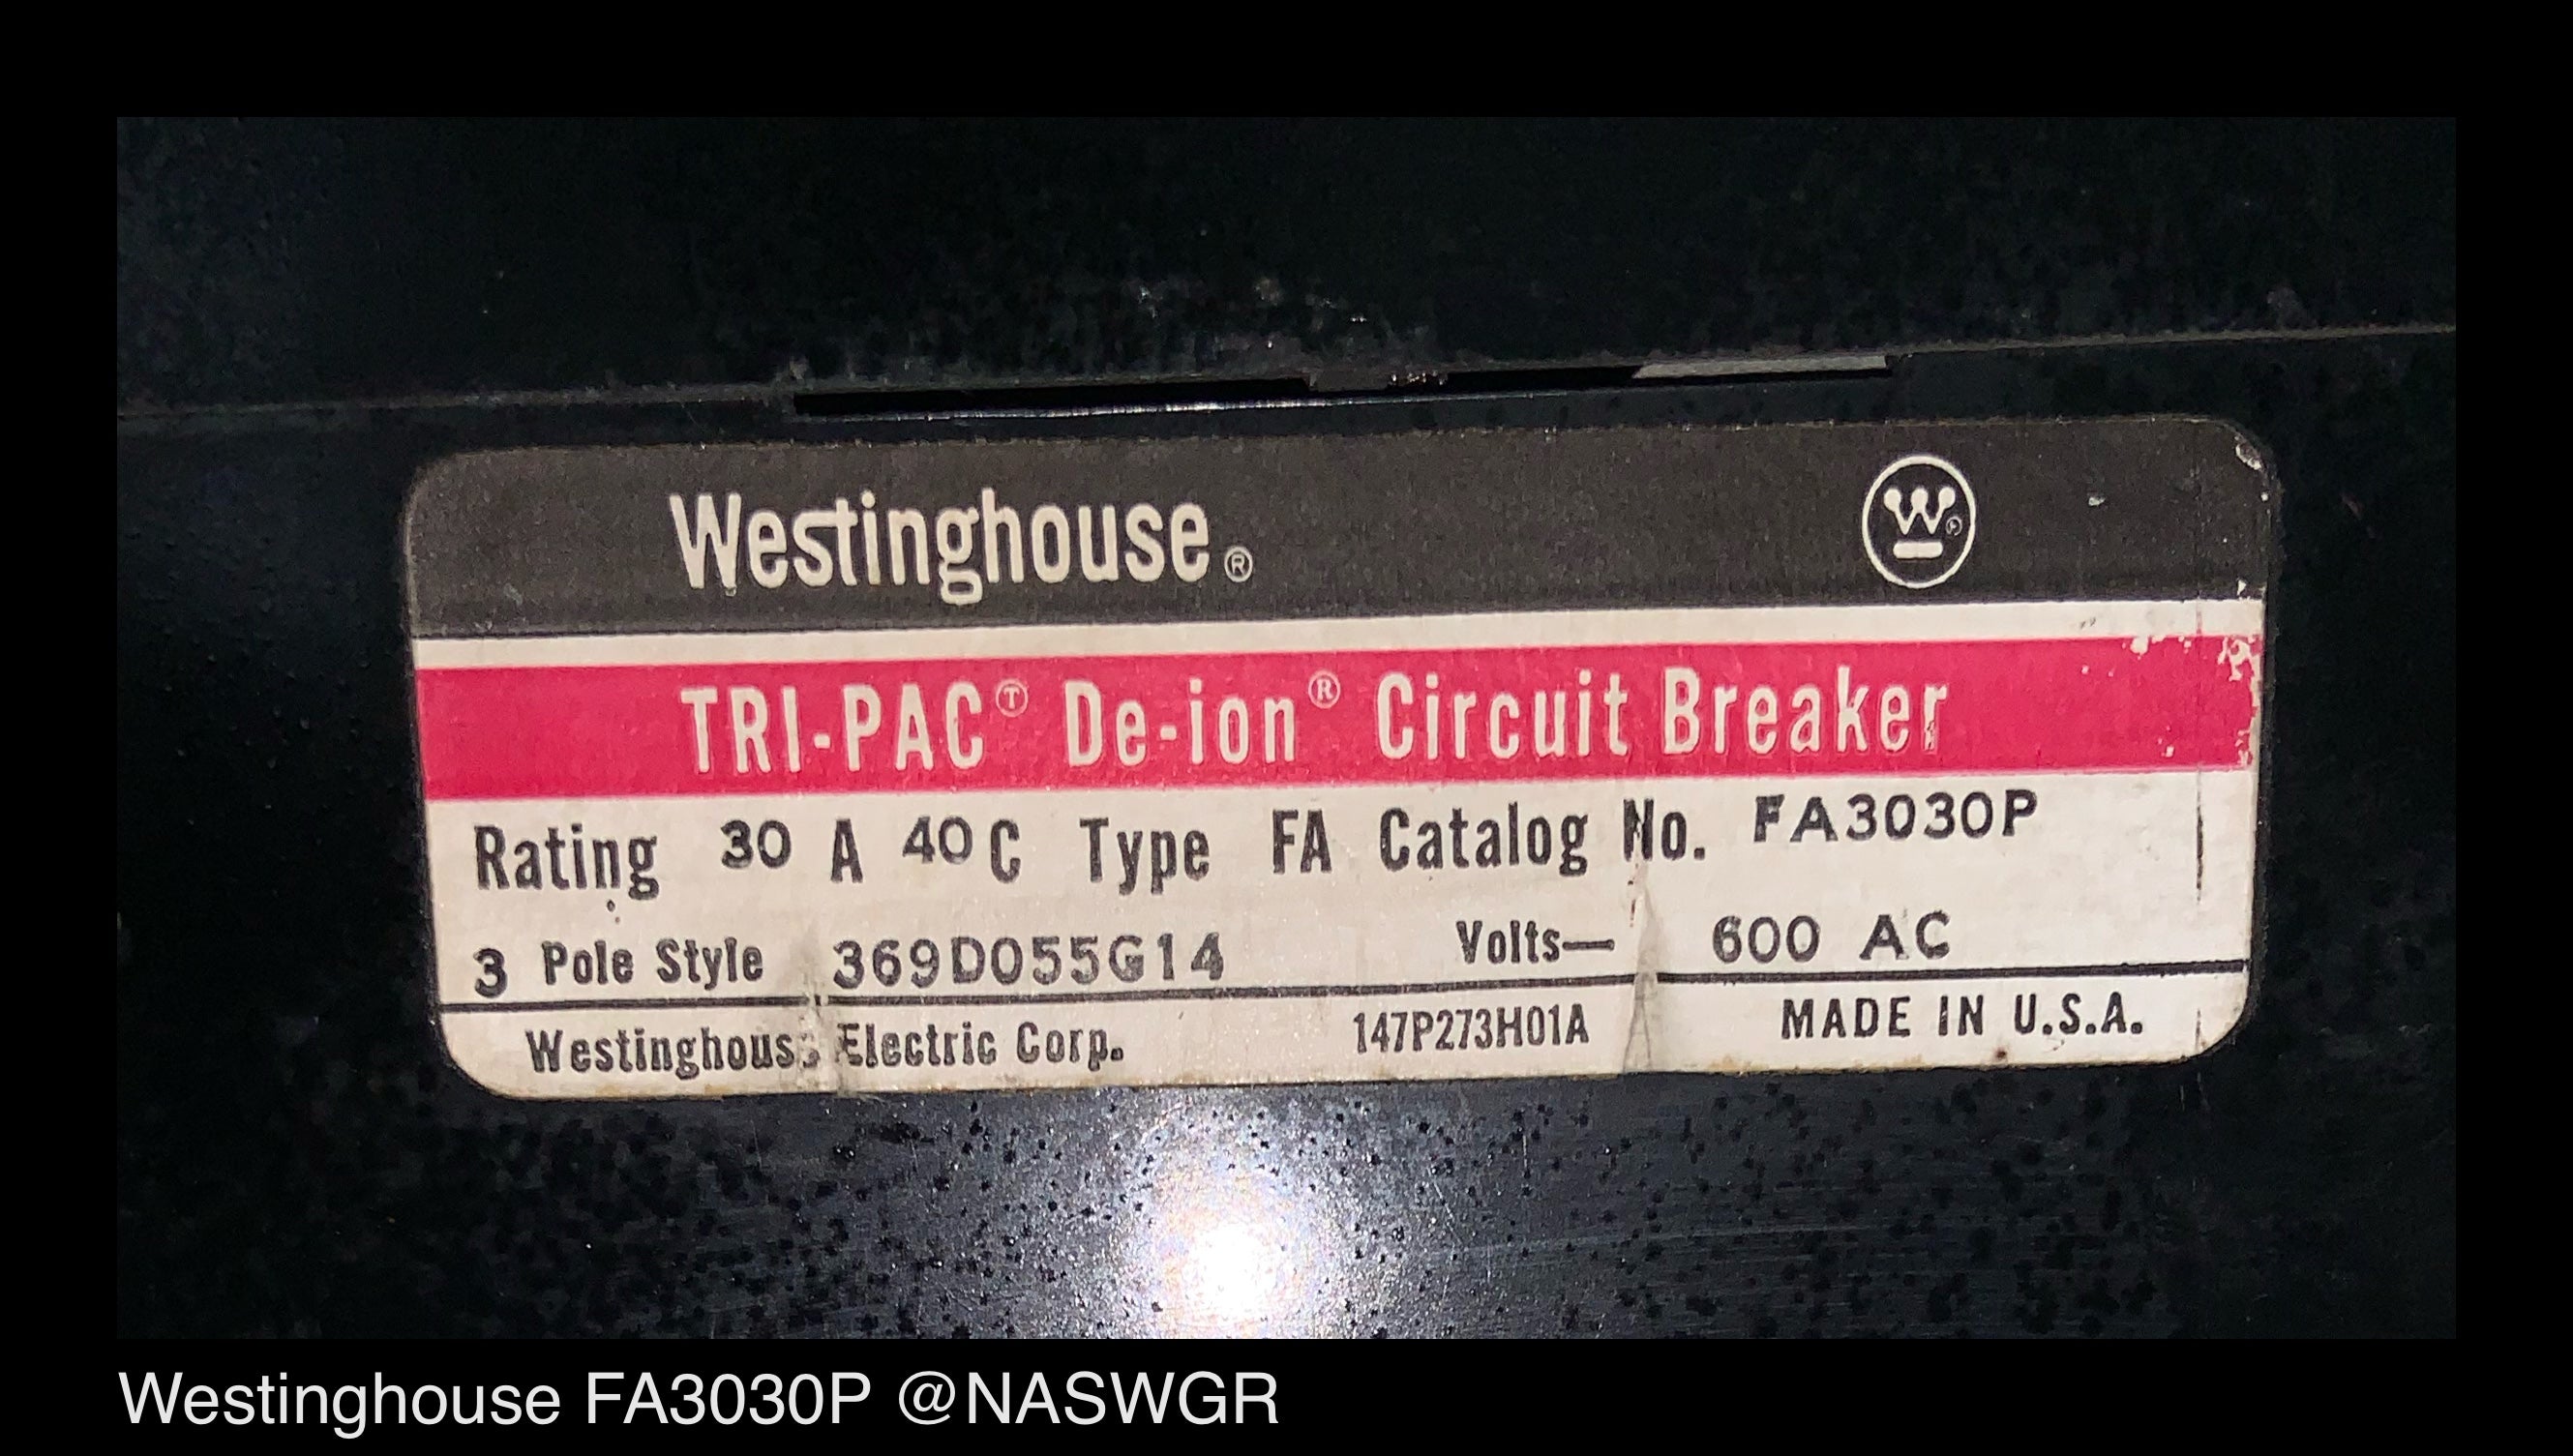 Westinghouse®
W®
TRI-PAC Ⓣ De-ion® Circuit Breaker
Rating 30 A 40 C Type FA Catalog No. FA3030P
3 Pole Style 369D055G14 Volts— 600 AC
Westinghouse Electric Corp. 147P273H01A MADE IN U.S.A.
Westinghouse FA3030P @NASWGR